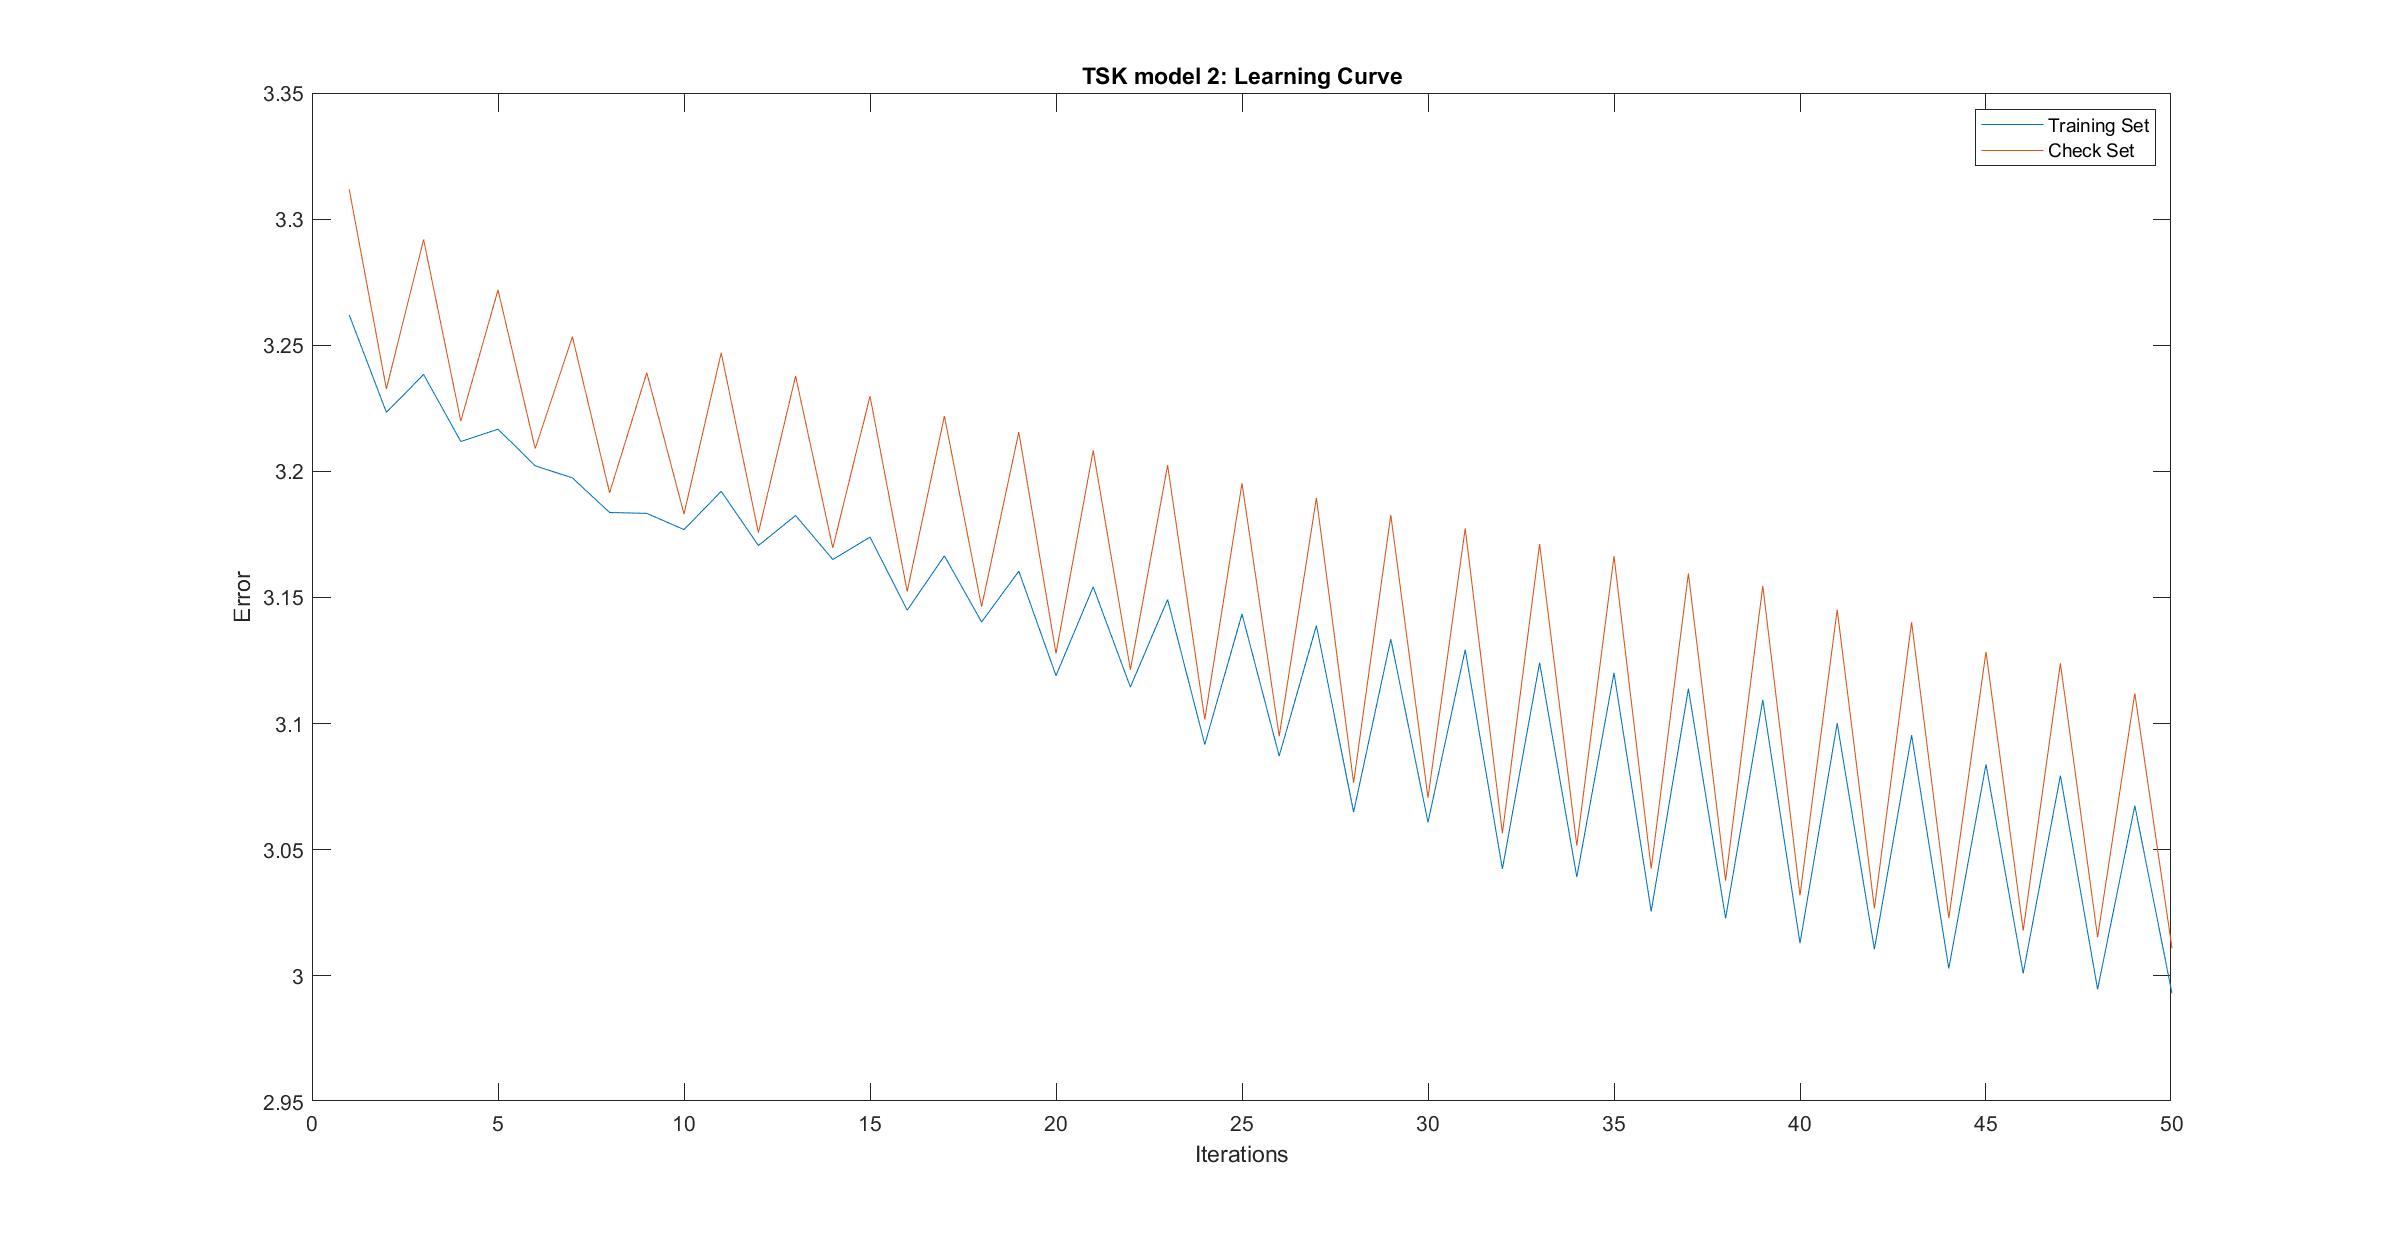 TSK model 2: Learning Curve
3.35
3.3
3.25
3.2
3.15
3.1
3.05
3
2.95
Error
Training Set
Check Set
0 5 10 15 20 25 30 35 40 45 50
Iterations